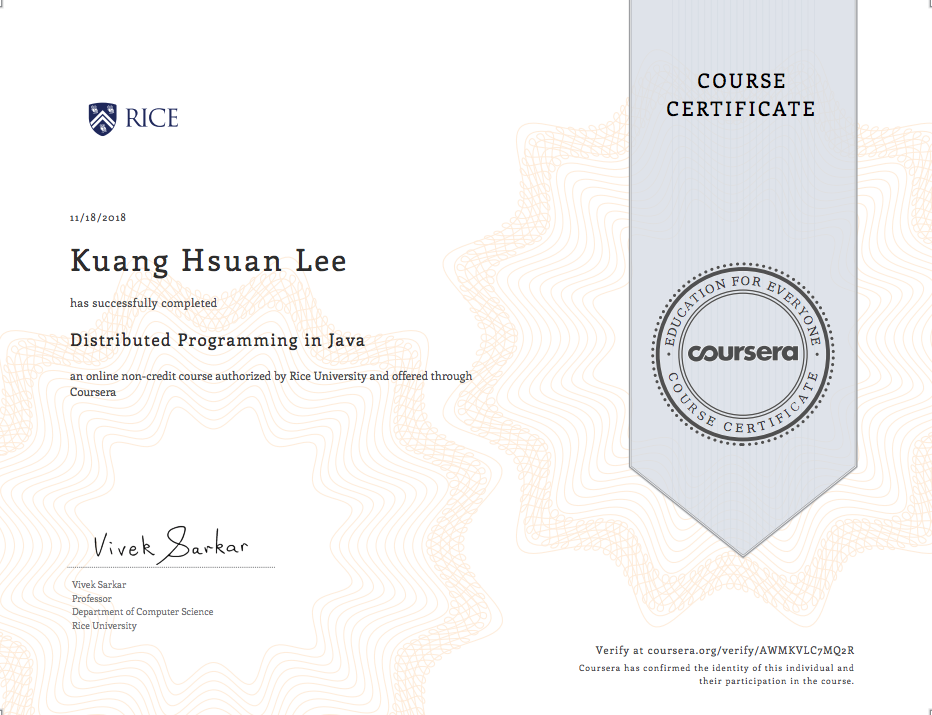 RICE
COURSE
CERTIFICATE
11/18/2018
Kuang Hsuan Lee
has successfully completed
Distributed Programming in Java
an online non-credit course authorized by Rice University and offered through
Coursera
EDUCATION FOR EVERYONE
coursera
COURSE CERTIFICATE
Vivek Sarkar
Vivek Sarkar
Professor
Department of Computer Science
Rice University
Verify at coursera.org/verify/AWMKVLC7MQ2R
Coursera has confirmed the identity of this individual and
their participation in the course.